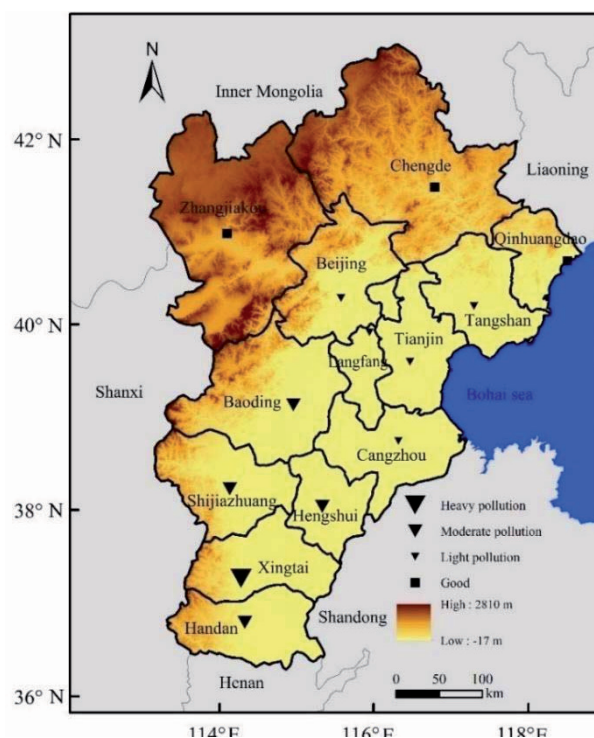 N
Inner Mongolia
42° N
Chengde
Liaoning
Zhangjiakou
Qinhuangdao
Beijing
40° N
Tangshan
Tianjin
Langfang
Shanxi
Bohai sea
Baoding
Cangzhou
38° N
Shijiazhuang
Hengshui
Heavy pollution
Moderate pollution
Light pollution
Good
Xingtai
High : 2810 m
Low : -17 m
Shandong
Handan
Henan
0 50 100
km
36° N
114°E 116°E 118°E